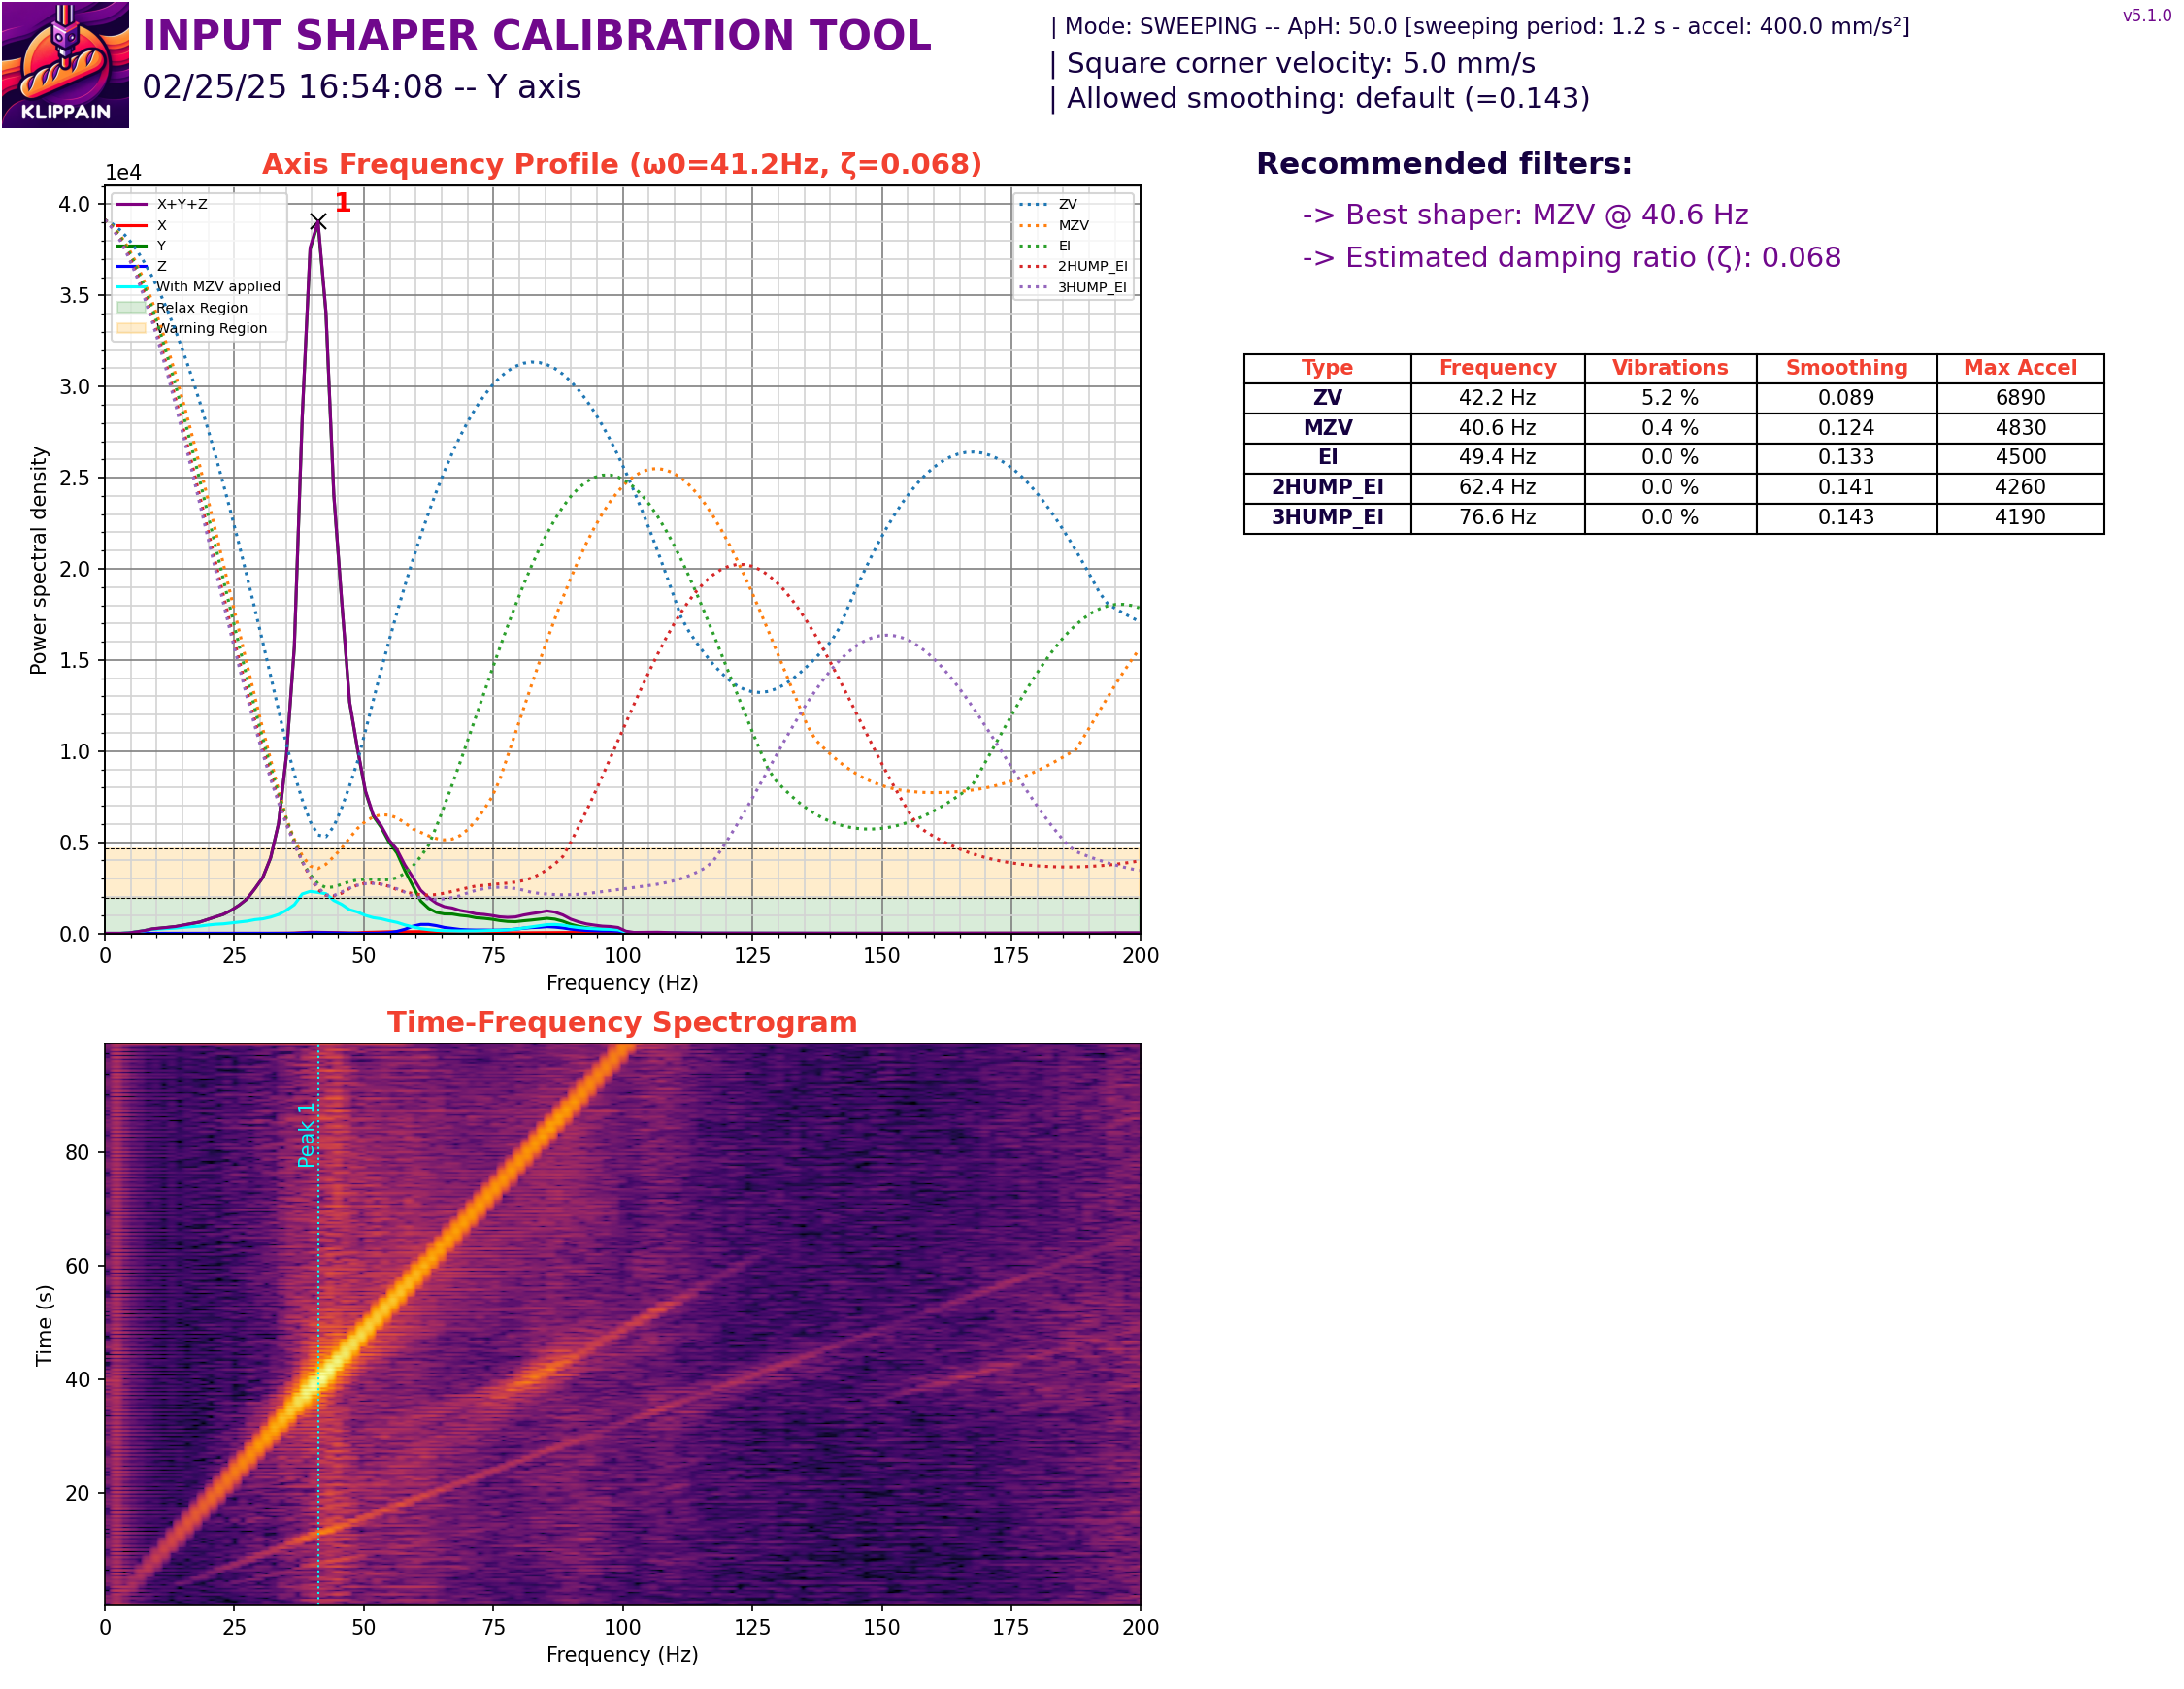 INPUT SHAPER CALIBRATION TOOL
02/25/25 16:54:08 -- Y axis
KLIPPAIN
| Mode: SWEEPING -- ApH: 50.0 [sweeping period: 1.2 s - accel: 400.0 mm/s²]
| Square corner velocity: 5.0 mm/s
| Allowed smoothing: default (=0.143)
v5.1.0
Axis Frequency Profile (ω0=41.2Hz, ζ=0.068)
1e4
4.0
3.5
3.0
2.5
2.0
1.5
1.0
0.5
0.0
Power spectral density
X+Y+Z
X
Y
Z
With MZV applied
Relax Region
Warning Region
1
ZV
MZV
EI
2HUMP_EI
3HUMP_EI
0 25 50 75 100 125 150 175 200
Frequency (Hz)
Recommended filters:
-> Best shaper: MZV @ 40.6 Hz
-> Estimated damping ratio (ζ): 0.068
Type Frequency Vibrations Smoothing Max Accel
ZV 42.2 Hz 5.2 % 0.089 6890
MZV 40.6 Hz 0.4 % 0.124 4830
EI 49.4 Hz 0.0 % 0.133 4500
2HUMP_EI 62.4 Hz 0.0 % 0.141 4260
3HUMP_EI 76.6 Hz 0.0 % 0.143 4190
Time-Frequency Spectrogram
Peak 1
80
60
40
20
Time (s)
0 25 50 75 100 125 150 175 200
Frequency (Hz)